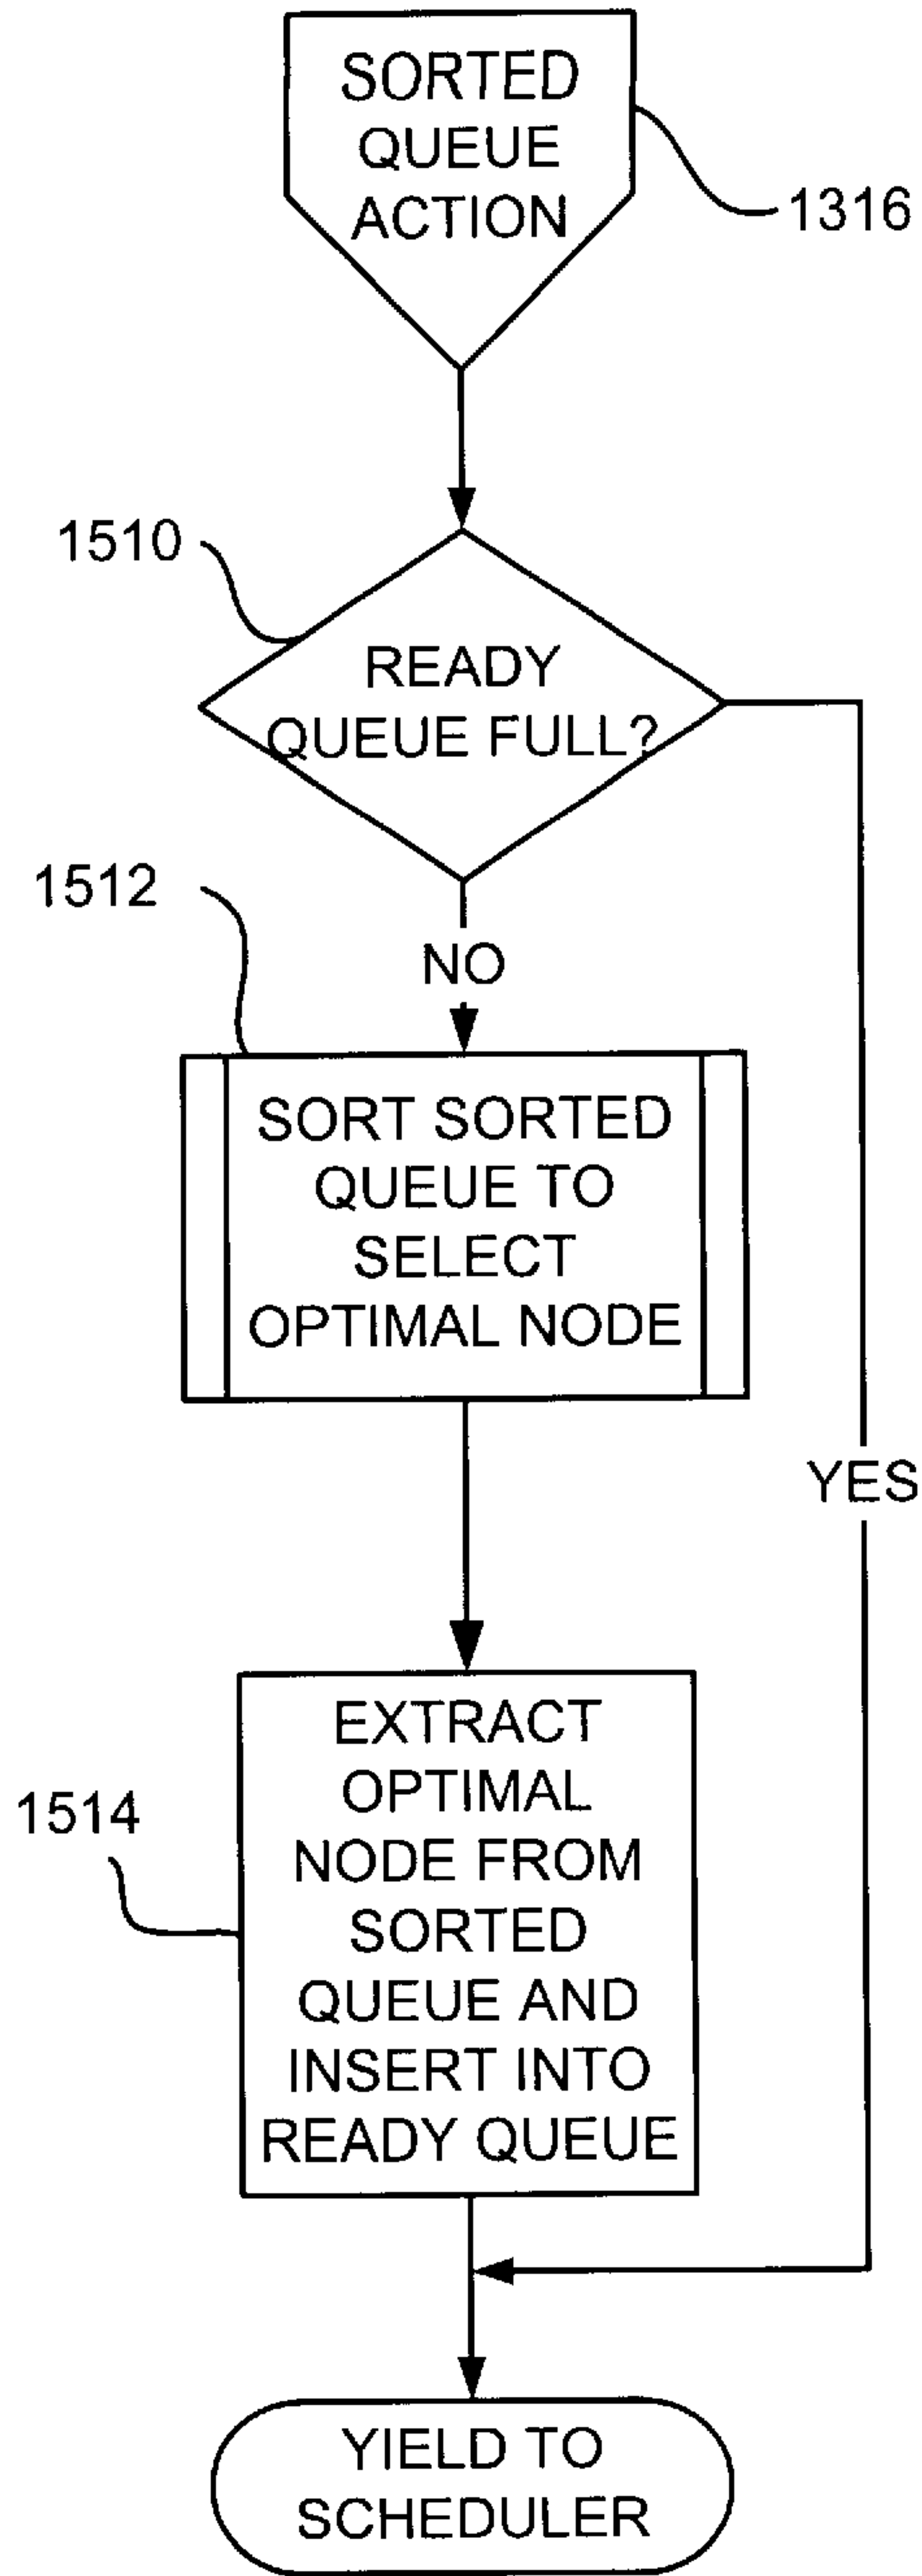 SORTED
QUEUE
ACTION
1316
1510
READY
QUEUE FULL?
1512
NO
SORT SORTED
QUEUE TO
SELECT
OPTIMAL NODE
YES
EXTRACT
OPTIMAL
NODE FROM
SORTED
QUEUE AND
INSERT INTO
READY QUEUE
1514
YIELD TO
SCHEDULER